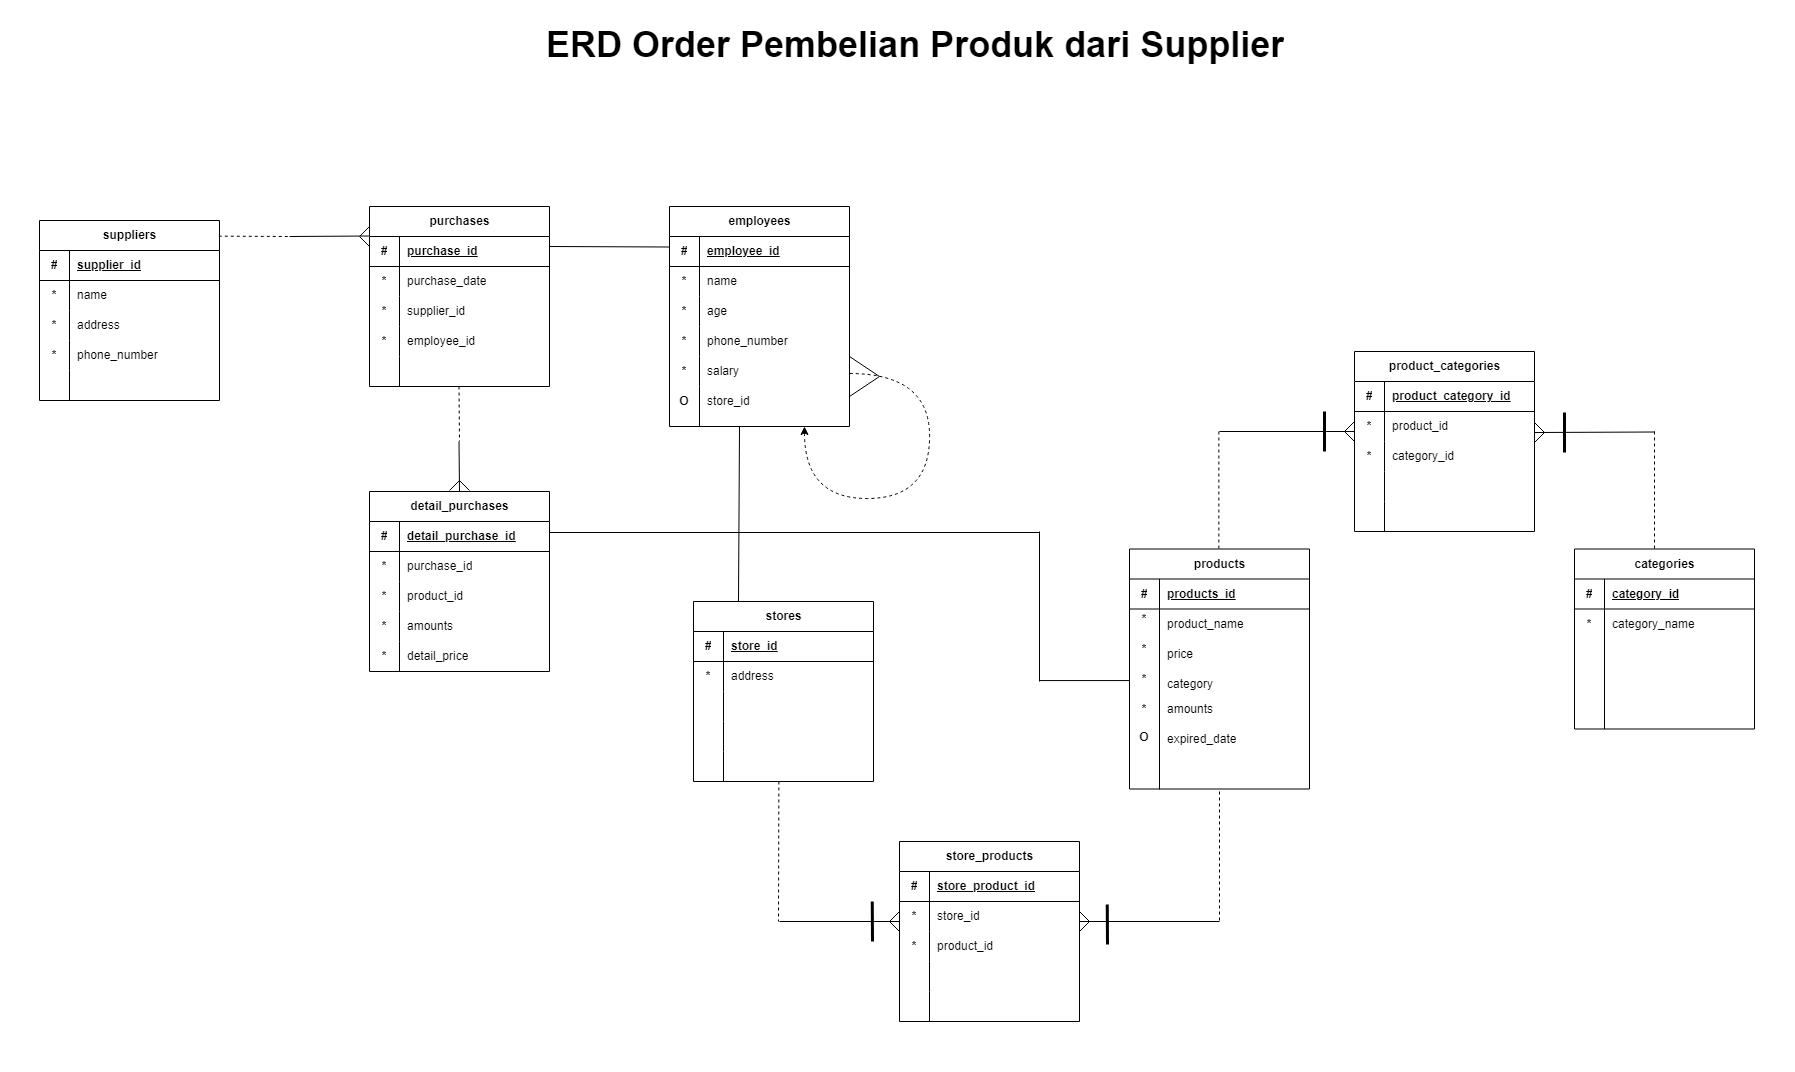 ERD Order Pembelian Produk dari Supplier
suppliers
# supplier_id
* name
* address
* phone_number
purchases
# purchase_id
* purchase_date
* supplier_id
* employee_id
employees
# employee_id
* name
* age
* phone_number
* salary
O store_id
product_categories
# product_category_id
* product_id
* category_id
detail_purchases
# detail_purchase_id
* purchase_id
* product_id
* amounts
* detail_price
stores
# store_id
* address
products
# products_id
* product_name
* price
* category
* amounts
O expired_date
categories
# category_id
* category_name
store_products
# store_product_id
* store_id
* product_id